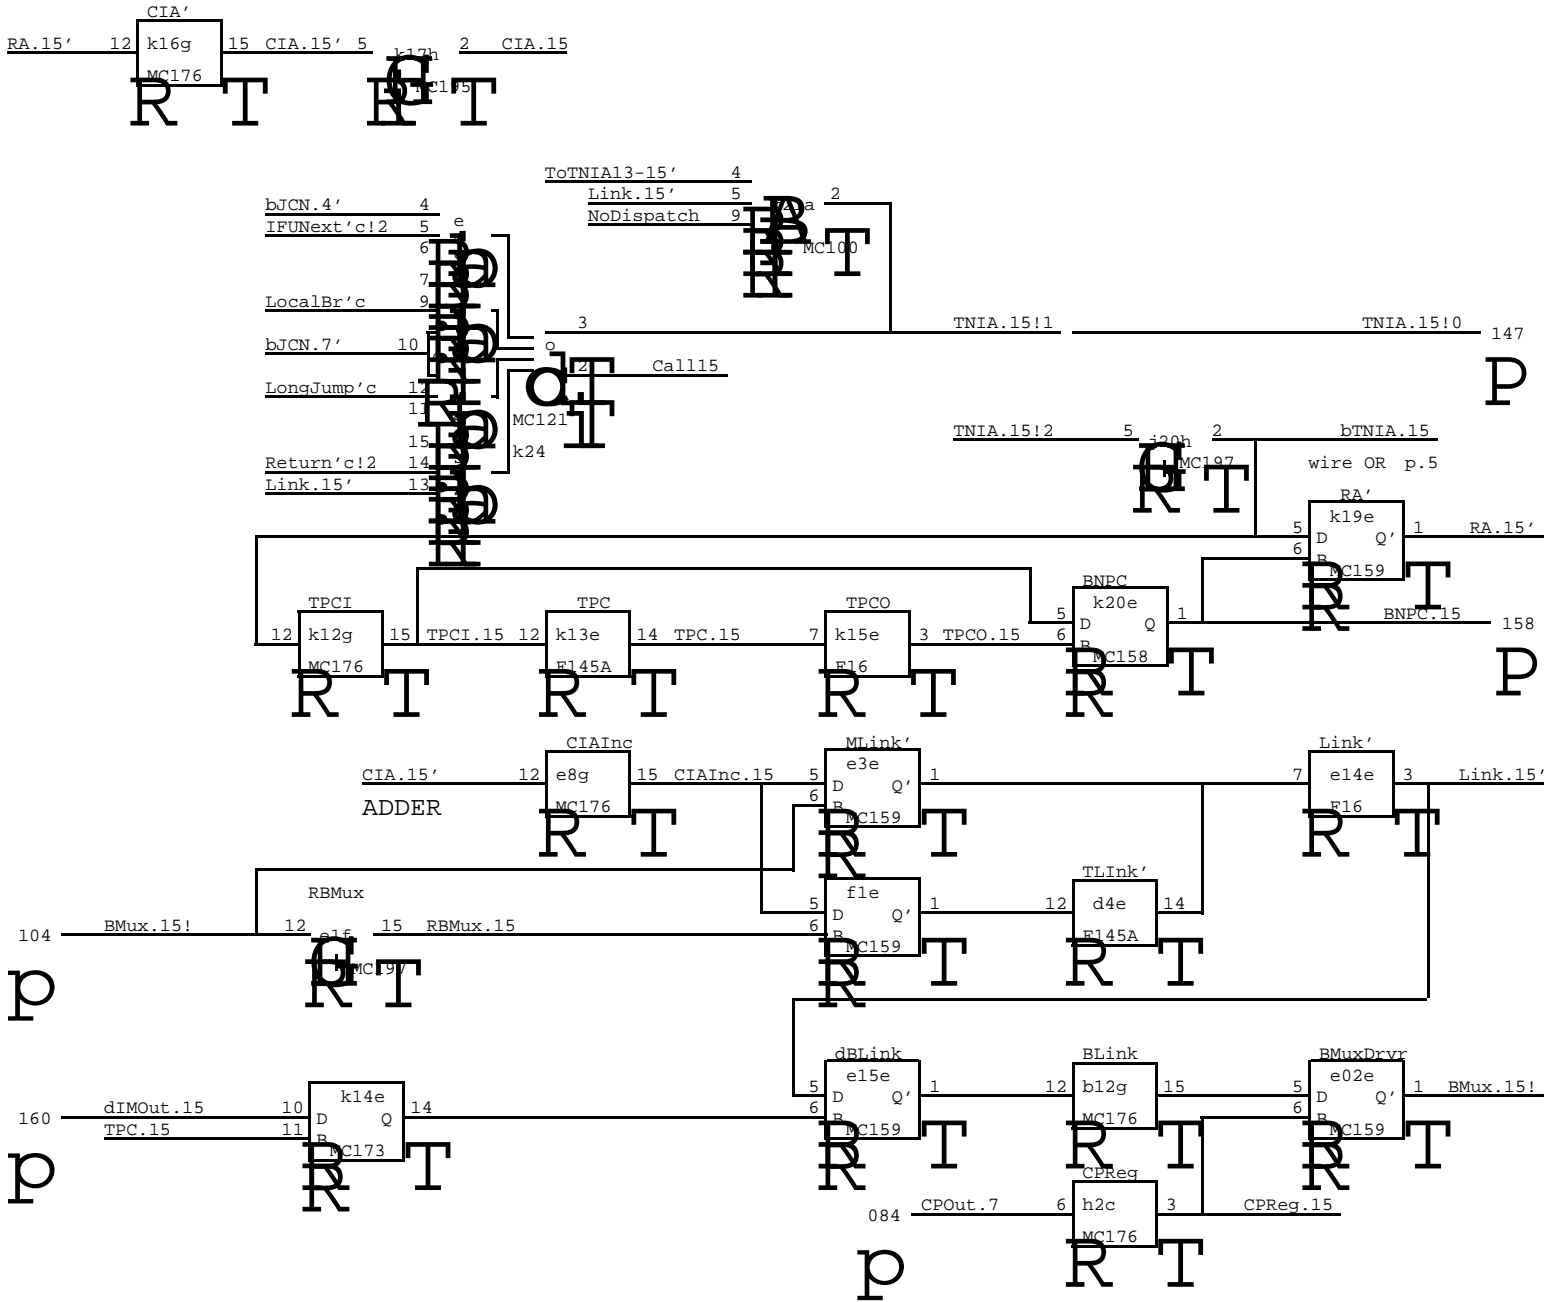 CIA'
RA.15' 12 k16g 15 CIA.15' 5 k17h 2 CIA.15
MC176 MC195
R T R T
ToTNIA13-15' 4
Link.15' 5 2
NoDispatch 9 MC100 T
bJCN.4' 4
IFUNext'c!2 5
6
7
LocalBr'c 9
3 TNIA.15!1 TNIA.15!0 147
bJCN.7' 10
2 Call15 P
LongJump'c 12
11 MC121
15 k24
Return'c!2 14
Link.15' 13
TNIA.15!2 5 j20h 2 bTNIA.15
MC197 wire OR p.5
R T
RA'
5 k19e 1 RA.15'
D Q'
6 B
MC159
R T
TPCI TPC TPCO BNPC
12 k12g 15 TPCI.15 12 k13e 14 TPC.15 7 k15e 3 TPCO.15
MC176 F145A F16
R T R T R T
5 k20e 1 BNPC.15 158
D Q
6 B
MC158
R T P
CIAInc MLink' Link'
CIA.15' 12 e8g 15 CIAInc.15 5 e3e 1 7 e14e 3 Link.15'
D Q'
6 B
ADDER MC176 MC159 F16
R T R T R T
RBMux TLInk'
f1e
5 D Q' 1 12 d4e 14
104 BMux.15! 12 e1f 15 RBMux.15 6 B
MC197 MC159 F145A
p R T R T R T
dBLink BLink BMuxDrvr
e15e e02e
5 D Q' 1 12 b12g 15 5 D Q' 1 BMux.15!
6 B 6 B
MC159 MC176 MC159
R T R T R T
160 dIMOut.15 10 k14e 14
D Q
TPC.15 11 B
MC173
p R T
CPReg
084 CPOut.7 6 h2c 3 CPReg.15
MC176
p R T